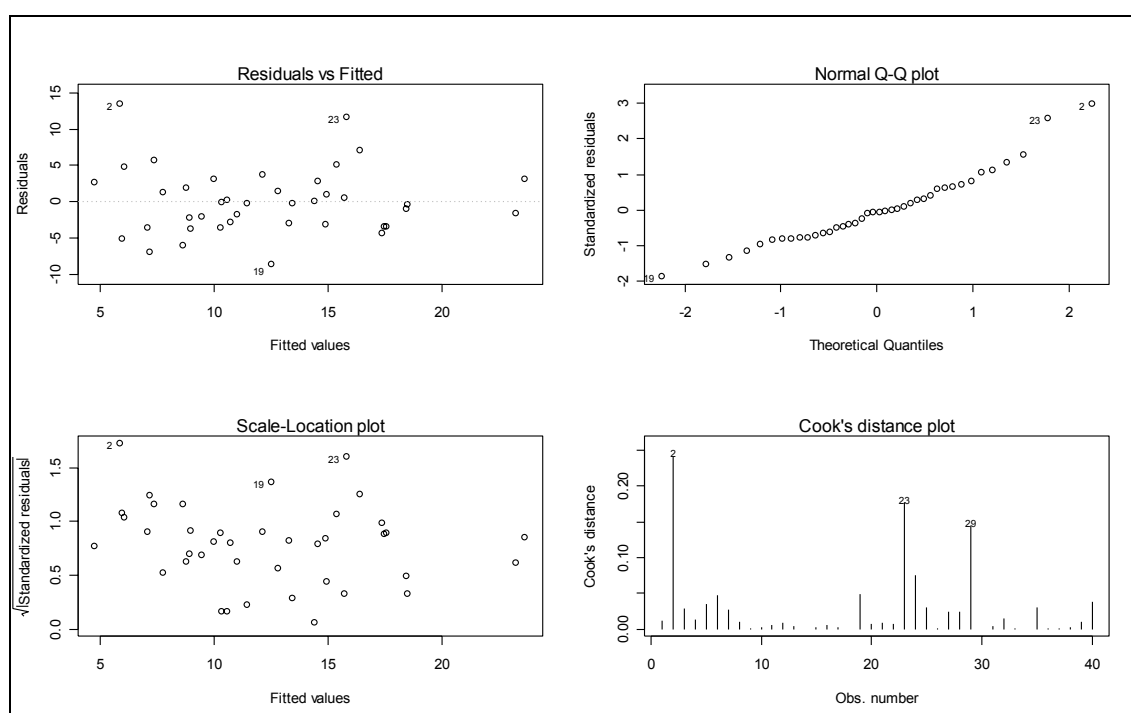 Residuals vs Fitted
Residuals
15
10
5
0
-5
-10
2
23
19
5 10 15 20
Fitted values
Normal Q-Q plot
Standardized residuals
3
2
1
0
-1
-2
2
23
19
-2 -1 0 1 2
Theoretical Quantiles
Scale-Location plot
√|Standardized residuals|
1.5
1.0
0.5
0.0
2
23
19
5 10 15 20
Fitted values
Cook's distance plot
Cook's distance
0.20
0.10
0.00
2
23
29
0 10 20 30 40
Obs. number